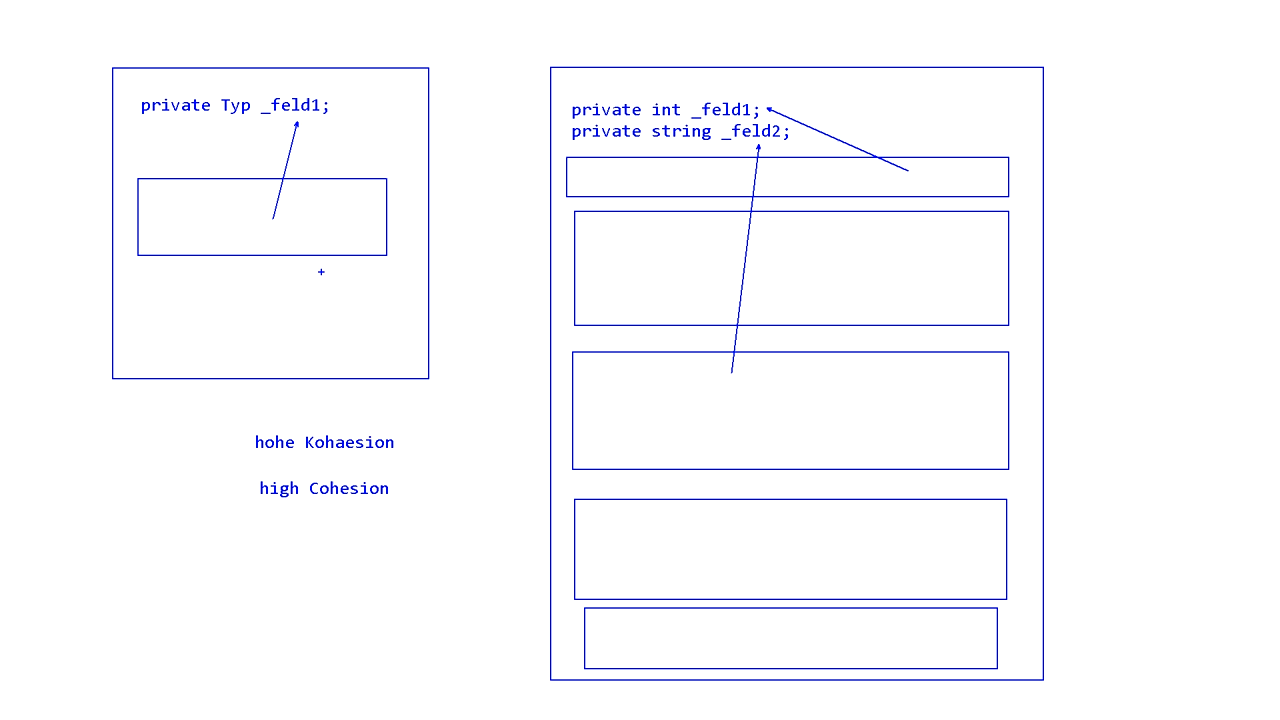 private Typ _feld1;
hohe Kohaesion
high Cohesion
private int _feld1;
private string _feld2;